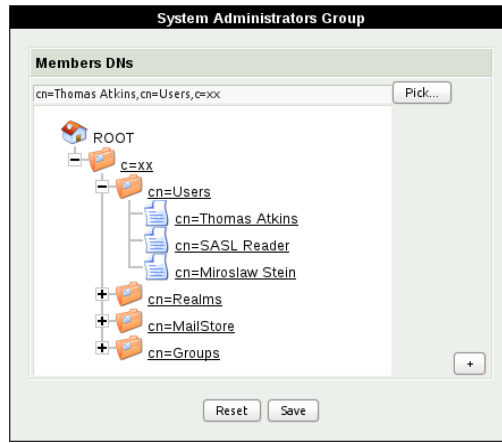 System Administrators Group
Members DNs
cn=Thomas Atkins,cn=Users,c=xx Pick...
ROOT
c=xx
cn=Users
cn=Thomas Atkins
cn=SASL Reader
cn=Miroslaw Stein
cn=Realms
cn=MailStore
cn=Groups
+
Reset Save